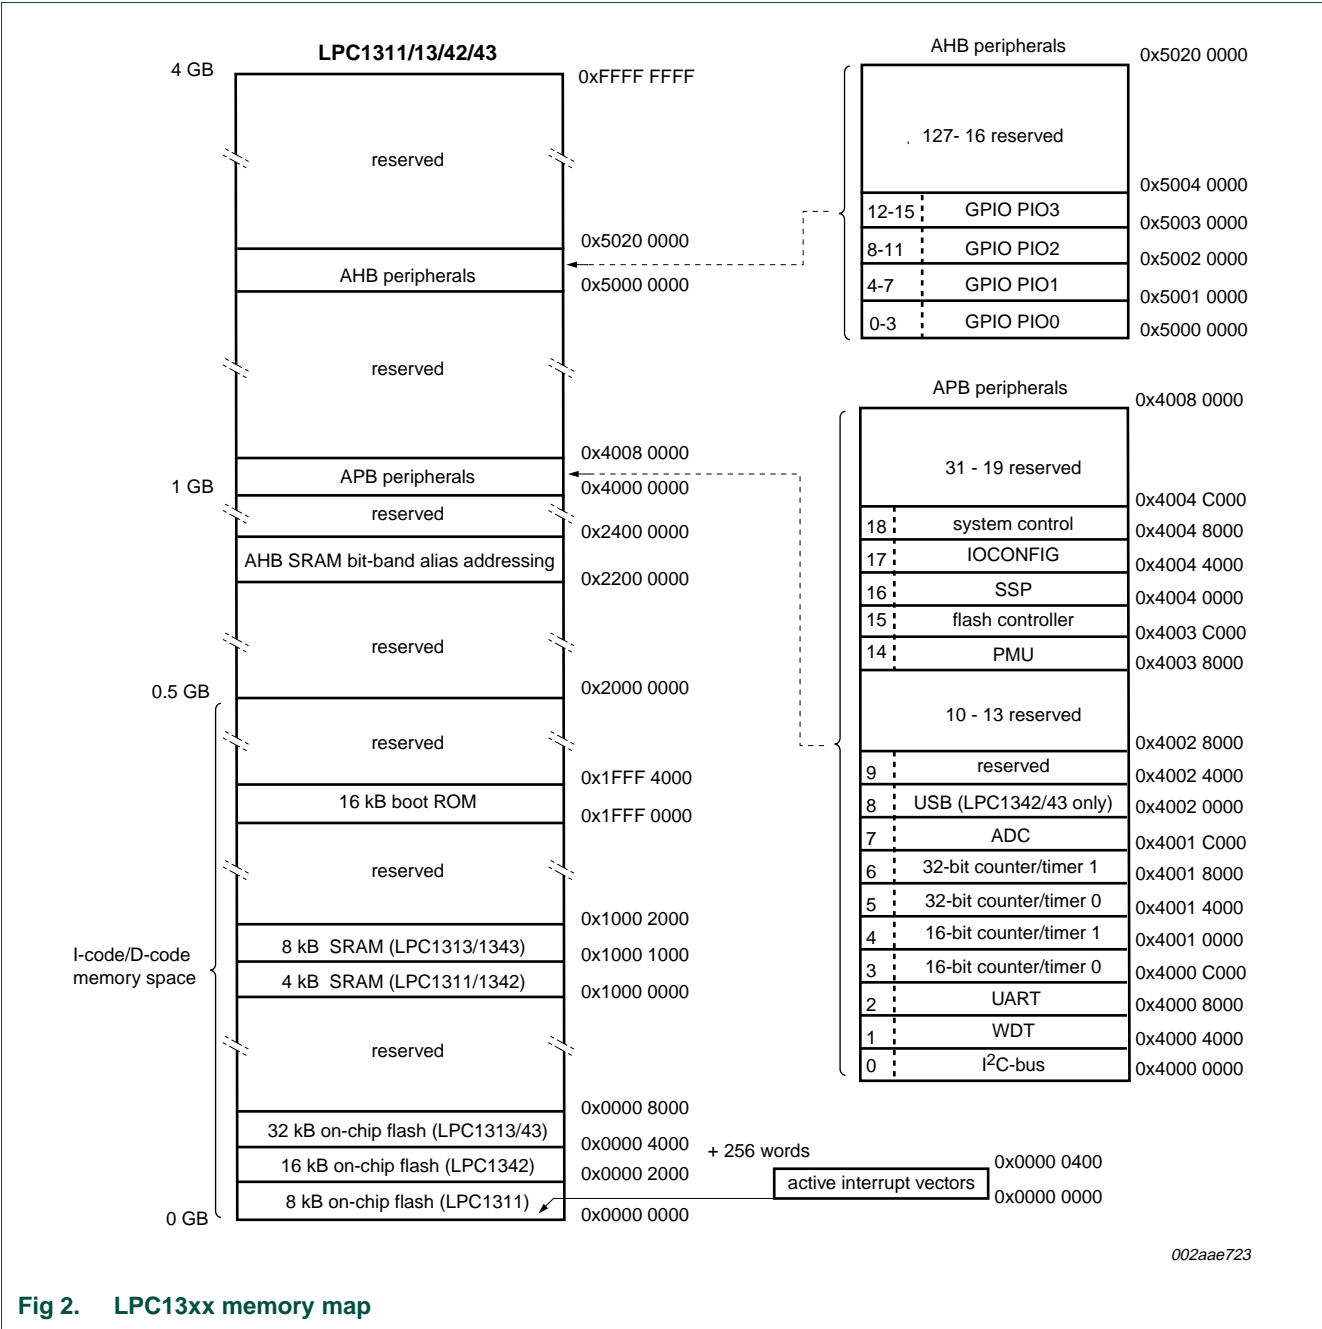 LPC1311/13/42/43
4 GB
0xFFFF FFFF
reserved
0x5020 0000
AHB peripherals
0x5000 0000
reserved
0x4008 0000
APB peripherals
1 GB
0x4000 0000
reserved
0x2400 0000
AHB SRAM bit-band alias addressing
0x2200 0000
reserved
0.5 GB
0x2000 0000
reserved
0x1FFF 4000
16 kB boot ROM
0x1FFF 0000
reserved
0x1000 2000
8 kB SRAM (LPC1313/1343)
0x1000 1000
I-code/D-code
memory space
4 kB SRAM (LPC1311/1342)
0x1000 0000
reserved
0x0000 8000
32 kB on-chip flash (LPC1313/43)
0x0000 4000
16 kB on-chip flash (LPC1342)
0x0000 2000
8 kB on-chip flash (LPC1311)
0 GB
0x0000 0000
AHB peripherals
0x5020 0000
127- 16 reserved
0x5004 0000
12-15 GPIO PIO3
0x5003 0000
8-11 GPIO PIO2
0x5002 0000
4-7 GPIO PIO1
0x5001 0000
0-3 GPIO PIO0
0x5000 0000
APB peripherals
0x4008 0000
31 - 19 reserved
0x4004 C000
18 system control
0x4004 8000
17 IOCONFIG
0x4004 4000
16 SSP
0x4004 0000
15 flash controller
0x4003 C000
14 PMU
0x4003 8000
10 - 13 reserved
0x4002 8000
9 reserved
0x4002 4000
8 USB (LPC1342/43 only)
0x4002 0000
7 ADC
0x4001 C000
6 32-bit counter/timer 1
0x4001 8000
5 32-bit counter/timer 0
0x4001 4000
4 16-bit counter/timer 1
0x4001 0000
3 16-bit counter/timer 0
0x4000 C000
2 UART
0x4000 8000
1 WDT
0x4000 4000
0 I2C-bus
0x4000 0000
+ 256 words
0x0000 0400
active interrupt vectors
0x0000 0000
002aae723
Fig 2. LPC13xx memory map